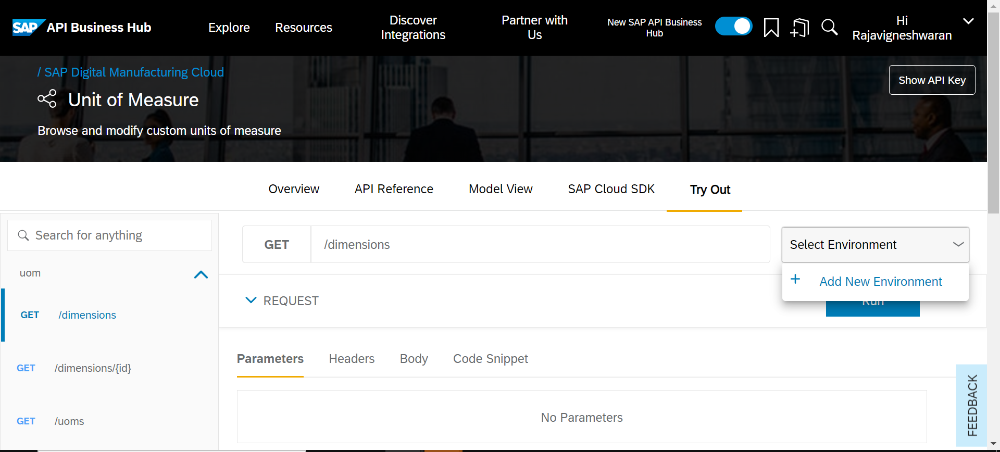 SAP API Business Hub
Explore
Resources
Discover
Integrations
Partner with
Us
New SAP API Business
Hub
Hi
Rajavigneshwaran
/ SAP Digital Manufacturing Cloud
Show API Key
Unit of Measure
Browse and modify custom units of measure
Overview
API Reference
Model View
SAP Cloud SDK
Try Out
Search for anything
uom
GET /dimensions
GET /dimensions/{id}
GET /uoms
GET /dimensions
Select Environment
+ Add New Environment
REQUEST
Run
Parameters
Headers
Body
Code Snippet
No Parameters
FEEDBACK